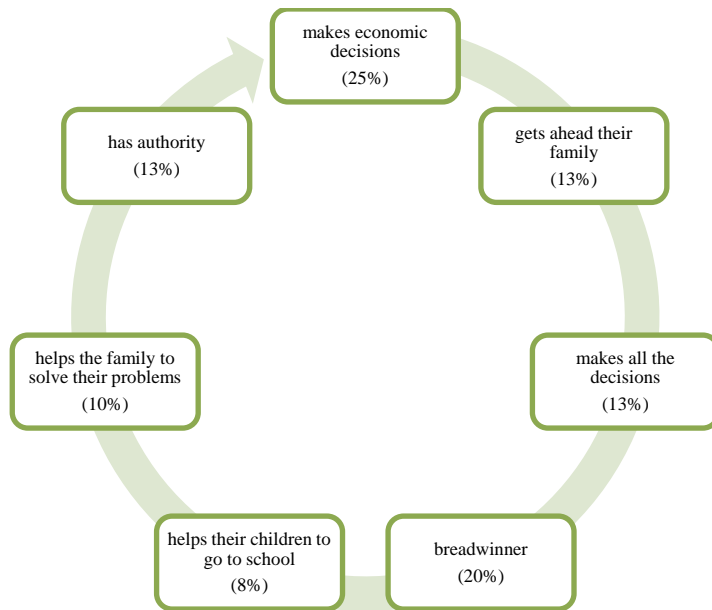 makes economic
decisions
(25%)
gets ahead their
family
(13%)
makes all the
decisions
(13%)
breadwinner
(20%)
helps their children to
go to school
(8%)
helps the family to
solve their problems
(10%)
has authority
(13%)